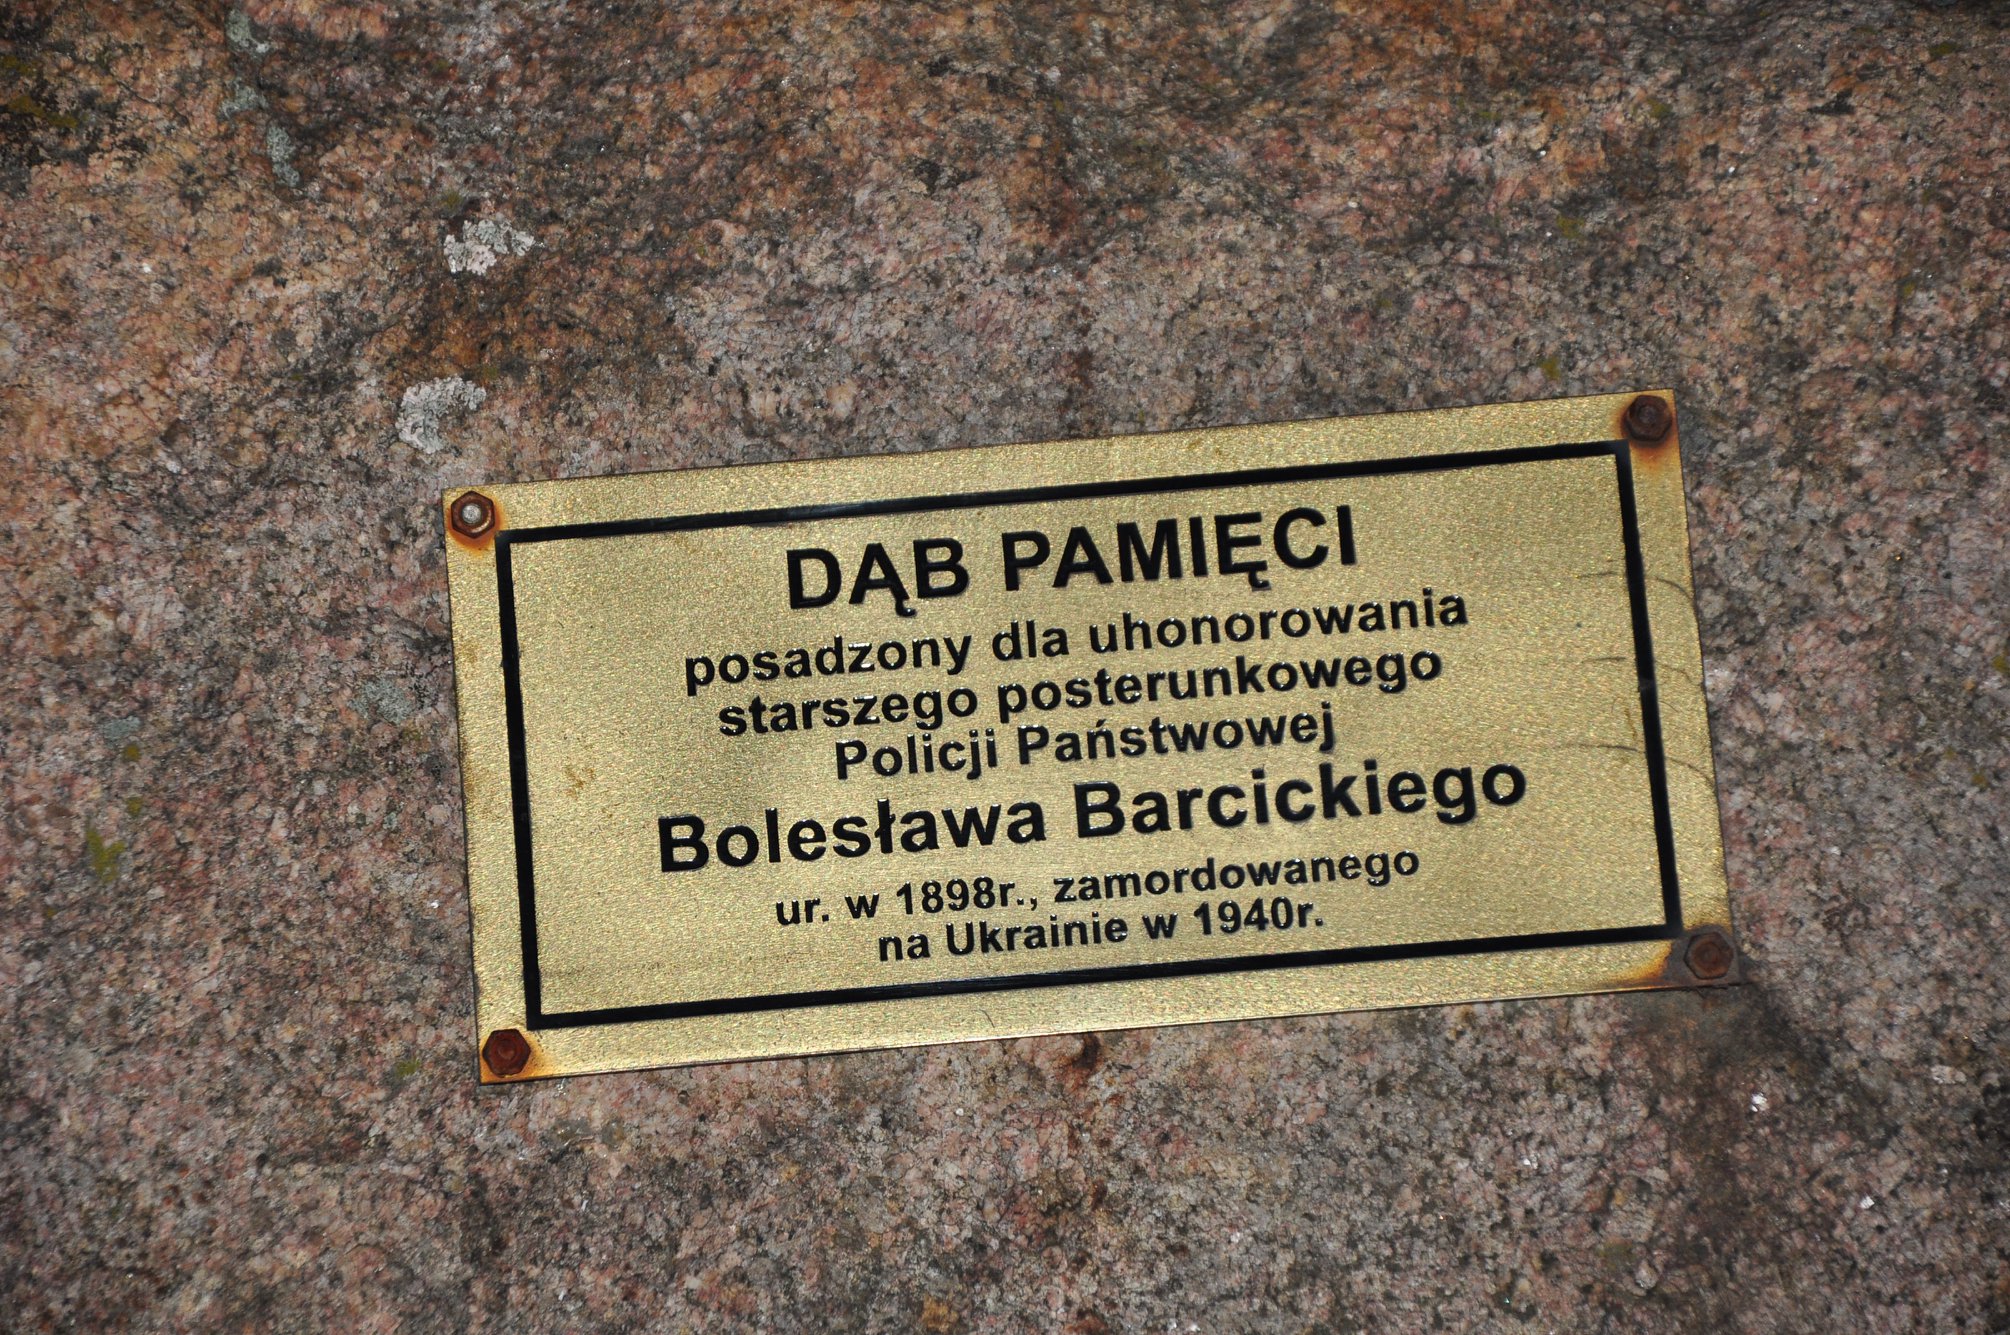 DĄB PAMIĘCI
posadzony dla uhonorowania
starszego posterunkowego
Policji Państwowej
Bolesława Barcickiego
ur. w 1898r., zamordowanego
na Ukrainie w 1940r.